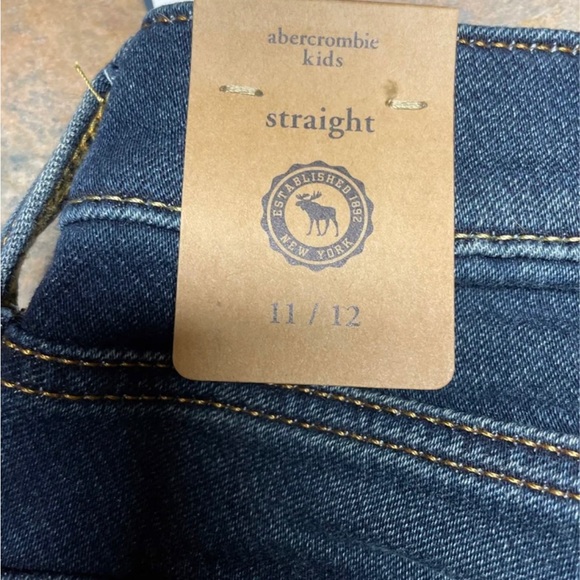 abercrombie
kids
straight
ESTABLISHED 1892
NEW YORK
11 / 12